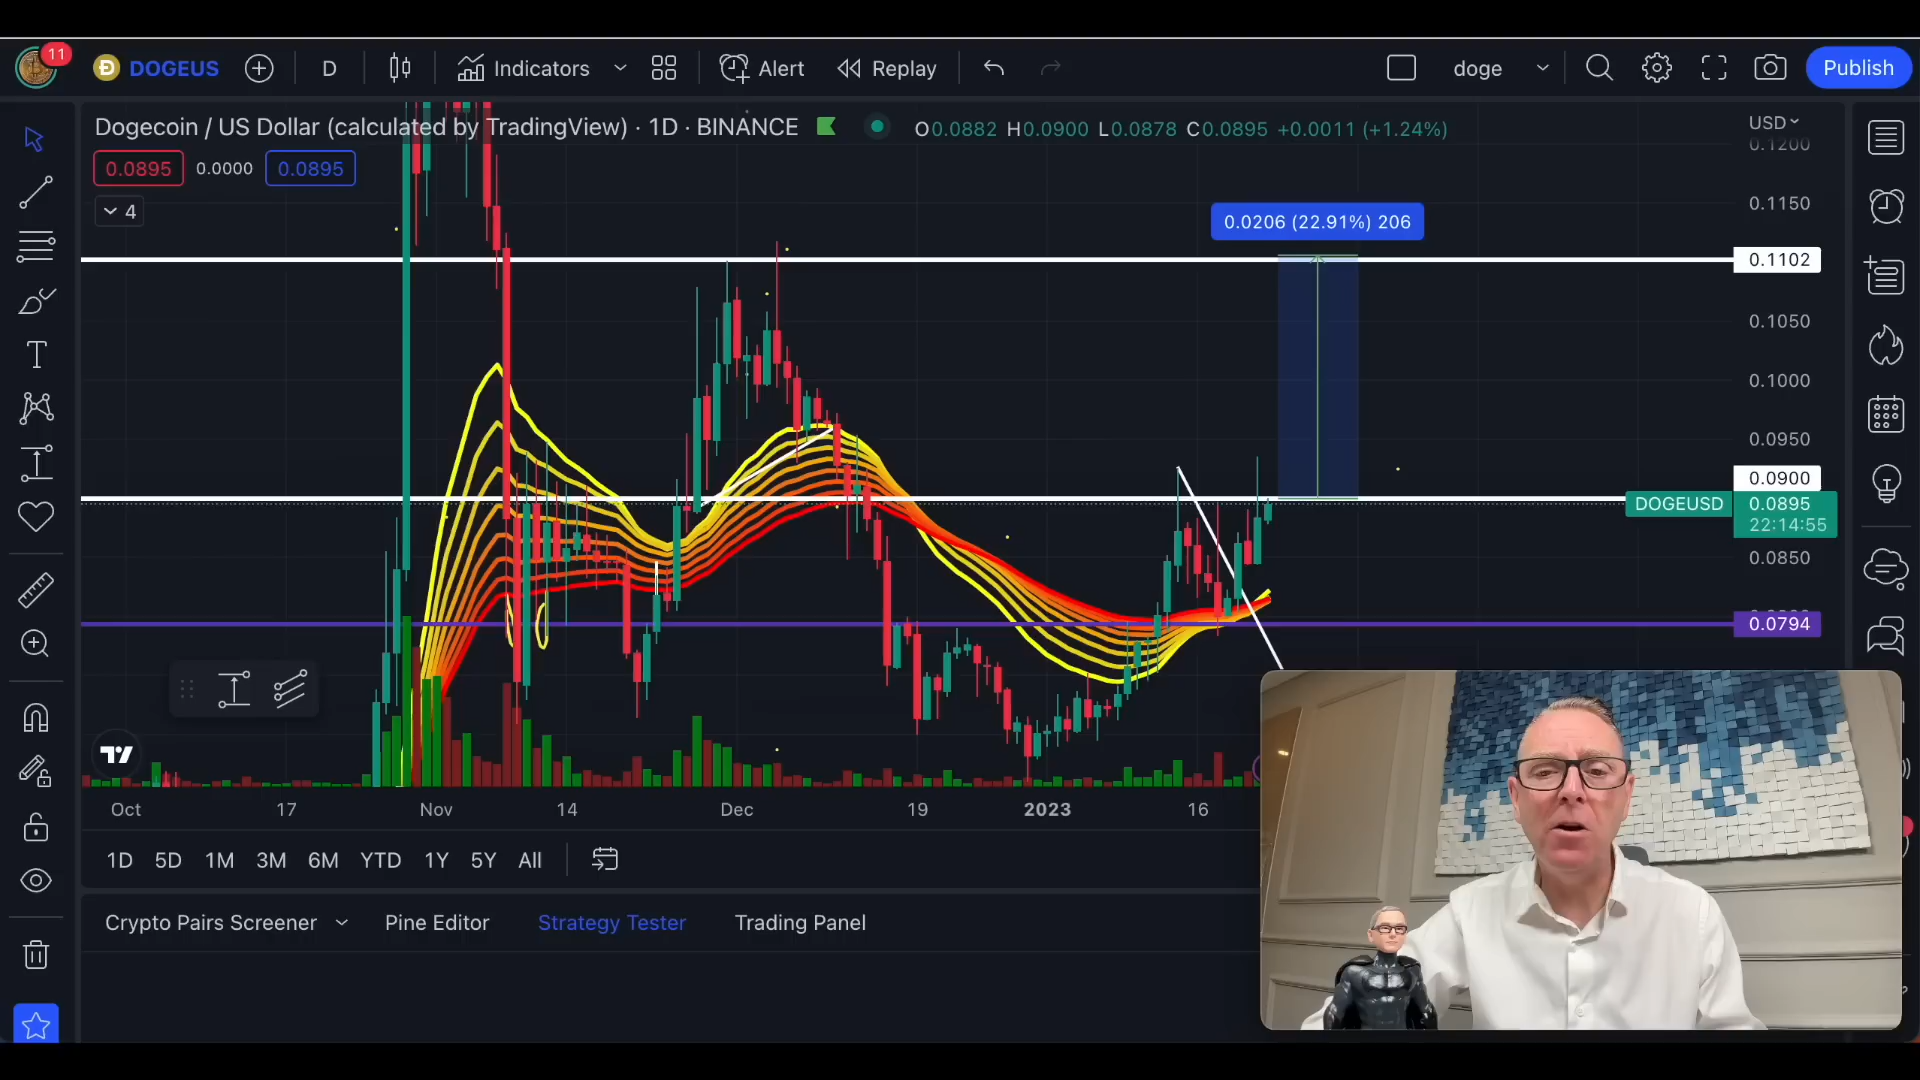 11
DOGEUS
D
Indicators
Alert
Replay
doge
Publish
Dogecoin / US Dollar (calculated by TradingView) · 1D · BINANCE
O0.0882 H0.0900 L0.0878 C0.0895 +0.0011 (+1.24%)
USD
0.1200
0.0895
0.0000
0.0895
4
0.1150
0.0206 (22.91%) 206
0.1102
0.1050
0.1000
0.0950
0.0900
DOGEUSD
0.0895
22:14:55
0.0850
0.0794
Oct
17
Nov
14
Dec
19
2023
16
1D 5D 1M 3M 6M YTD 1Y 5Y All
Crypto Pairs Screener
Pine Editor
Strategy Tester
Trading Panel